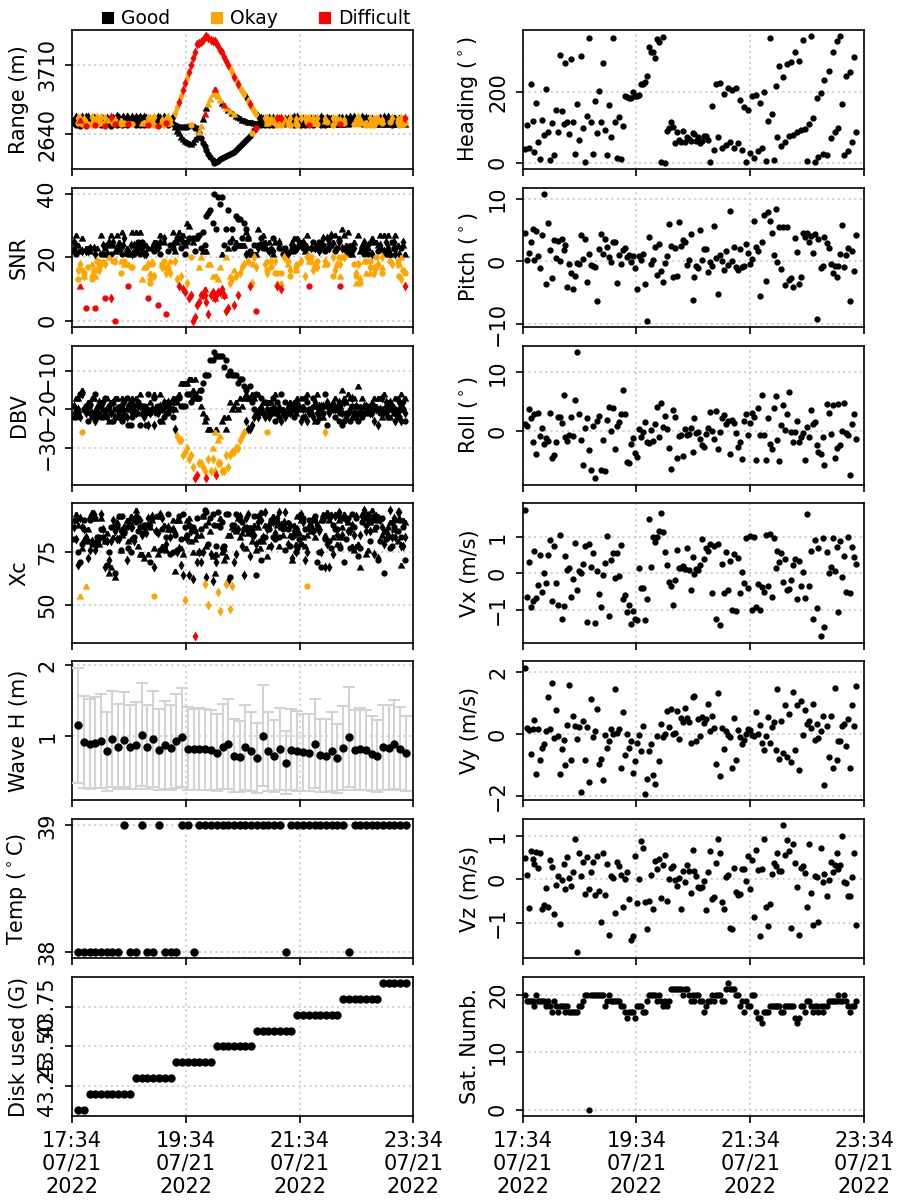 Good Okay Difficult
Range (m)
3710
2640
Heading (°)
200
0
SNR
40
20
0
Pitch (°)
10
0
−10
DBV
−10
−20
−30
Roll (°)
10
0
Xc
75
50
Vx (m/s)
1
0
−1
Wave H (m)
2
1
Vy (m/s)
2
0
−2
Temp (°C)
39
38
Vz (m/s)
1
0
−1
Disk used (G)
43.75
43.50
43.25
Sat. Numb.
20
10
0
17:34 19:34 21:34 23:34 17:34 19:34 21:34 23:34
07/21 07/21 07/21 07/21 07/21 07/21 07/21 07/21
2022 2022 2022 2022 2022 2022 2022 2022